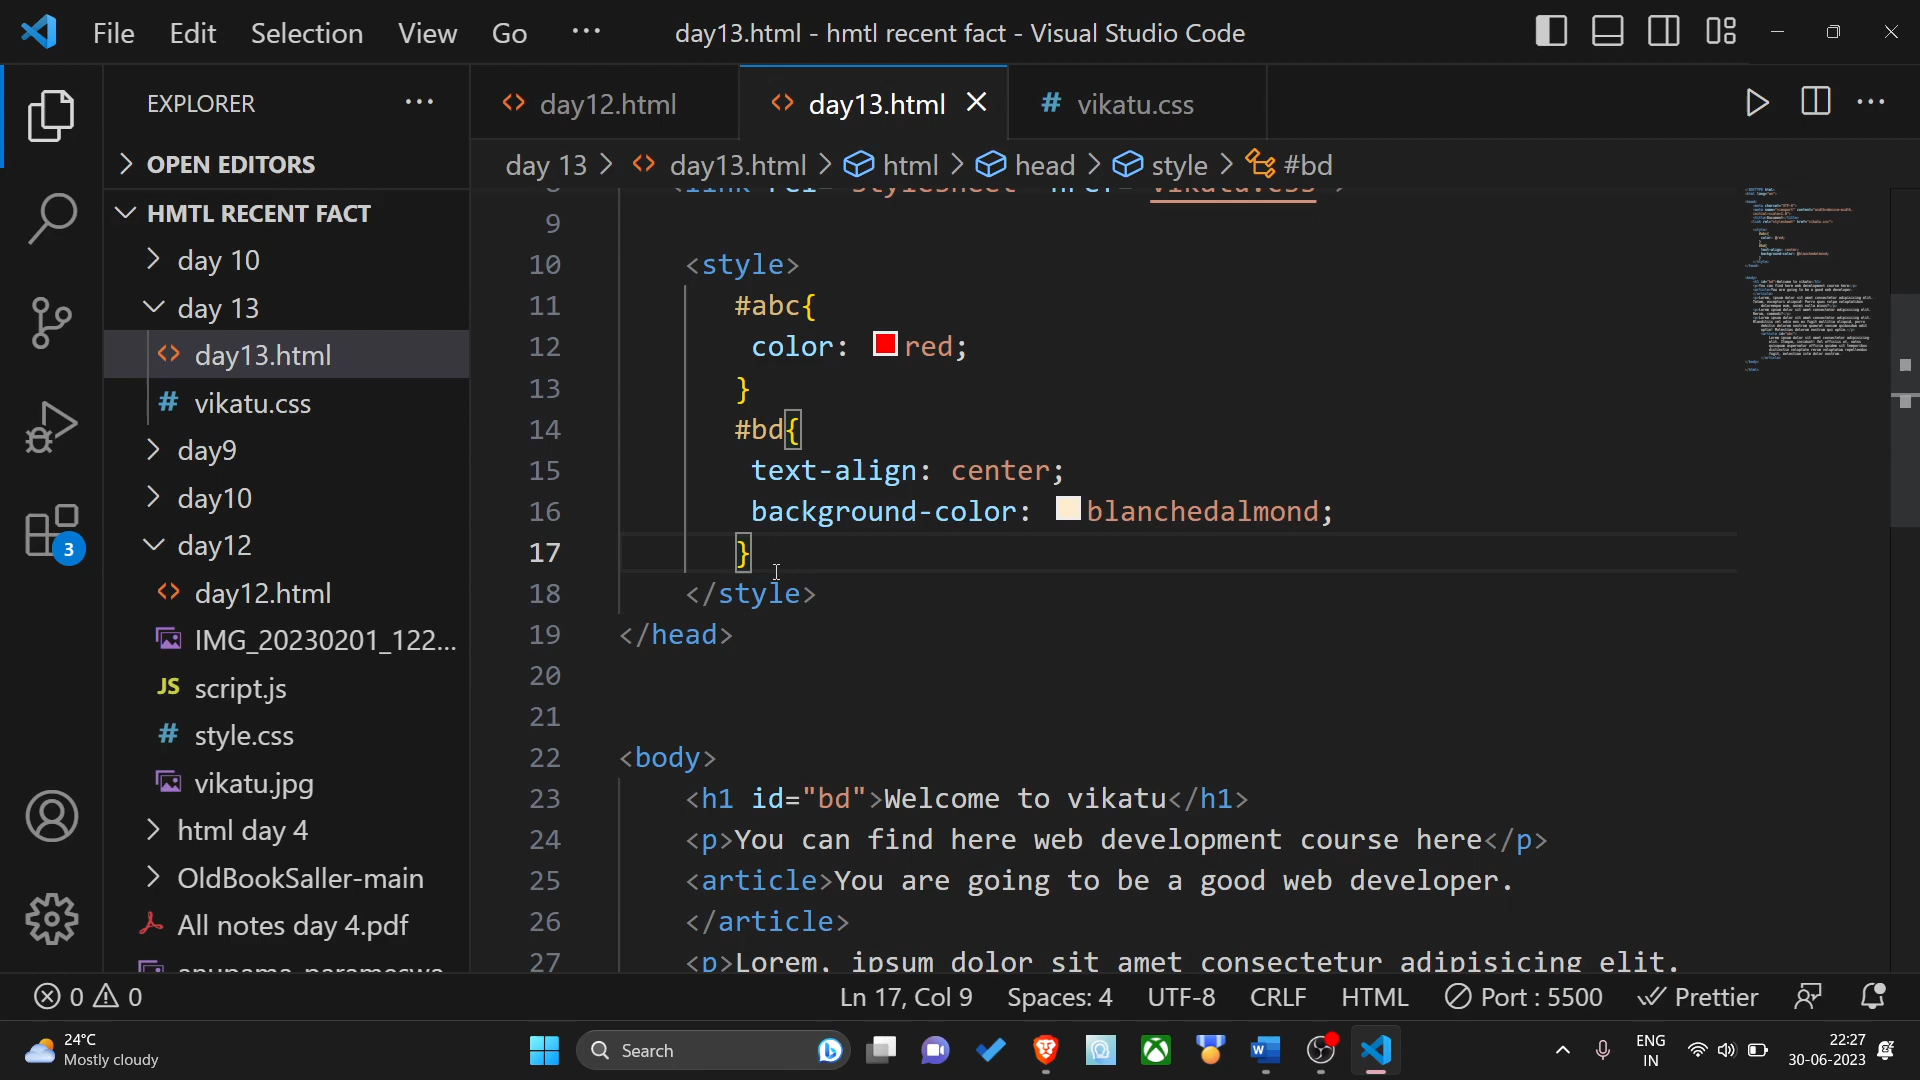 File Edit Selection View Go ··· day13.html - hmtl recent fact - Visual Studio Code
EXPLORER ···
day12.html
day13.html
# vikatu.css
OPEN EDITORS
day 13 > day13.html > html > head > style > #bd
HMTL RECENT FACT
day 10
day 13
day13.html
# vikatu.css
day9
day10
day12
day12.html
IMG_20230201_122...
JS script.js
# style.css
vikatu.jpg
html day 4
OldBookSaller-main
All notes day 4.pdf
3
9
10 <style>
11 #abc{
12 color: red;
13 }
14 #bd{
15 text-align: center;
16 background-color: blanchedalmond;
17 }
18 </style>
19 </head>
20
21
22 <body>
23 <h1 id="bd">Welcome to vikatu</h1>
24 <p>You can find here web development course here</p>
25 <article>You are going to be a good web developer.
26 </article>
27 <p>Lorem, ipsum dolor sit amet consectetur adipisicing elit.
0 0 Ln 17, Col 9 Spaces: 4 UTF-8 CRLF HTML Port : 5500 Prettier
24°C
Mostly cloudy
Search
ENG
IN
22:27
30-06-2023